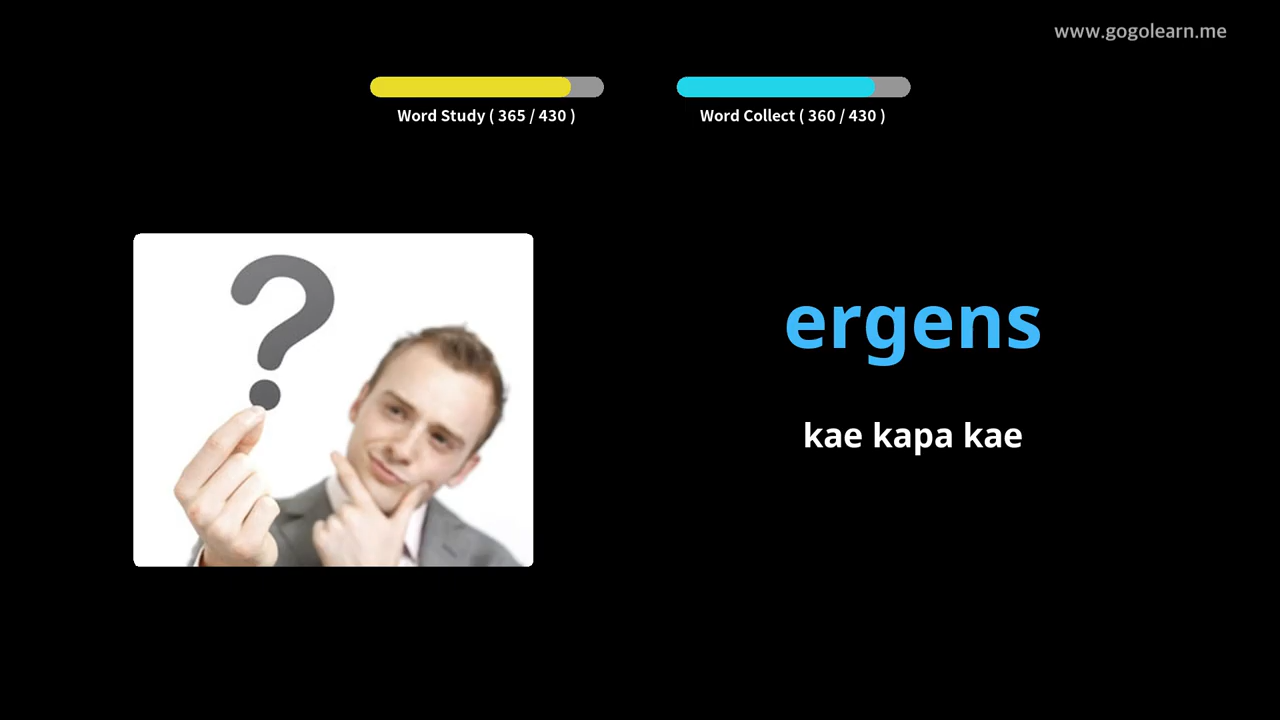 www.gogolearn.me
Word Study ( 365 / 430 )
Word Collect ( 360 / 430 )
ergens
kae kapa kae